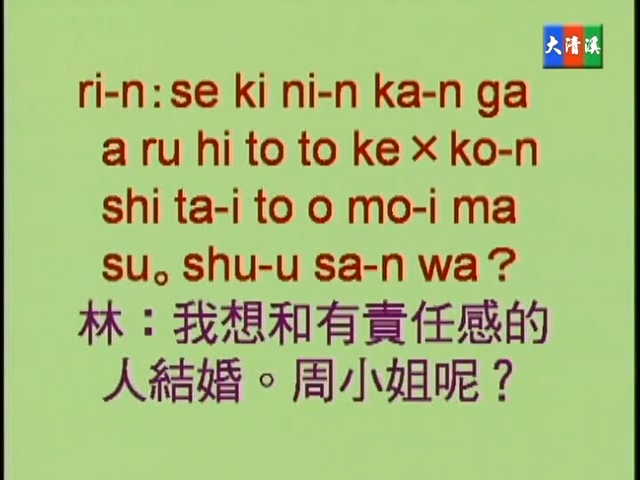 大清溪
ri-n：se ki ni-n ka-n ga
a ru hi to to ke×ko-n
shi ta-i to o mo-i ma
su。shu-u sa-n wa？
林：我想和有責任感的
人結婚。周小姐呢？